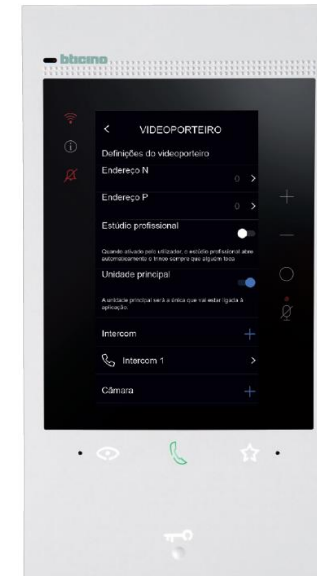 bticino
VIDEOPORTEIRO
Definições do videoporteiro
Endereço N
0
Endereço P
0
Estúdio profissional
Quando ativado pelo utilizador, o estúdio profissional abre
automaticamente o trinco sempre que alguém toca
Unidade principal
A unidade principal será a única que vai estar ligada à
aplicação.
Intercom
Intercom 1
Câmara